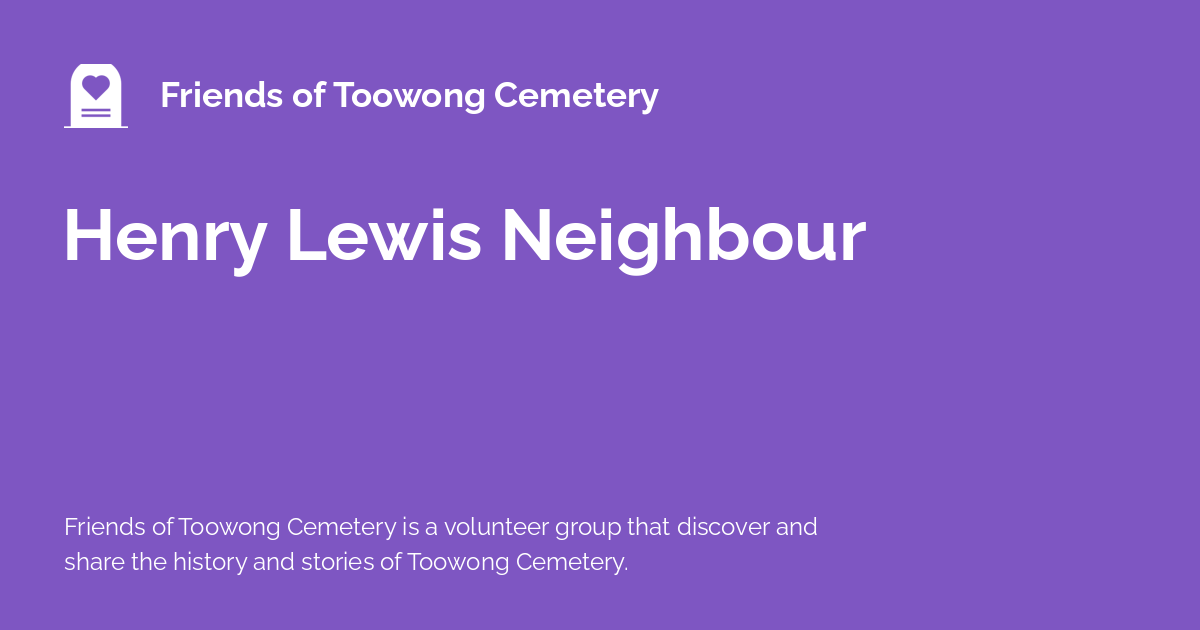 Friends of Toowong Cemetery
Henry Lewis Neighbour
Friends of Toowong Cemetery is a volunteer group that discover and
share the history and stories of Toowong Cemetery.